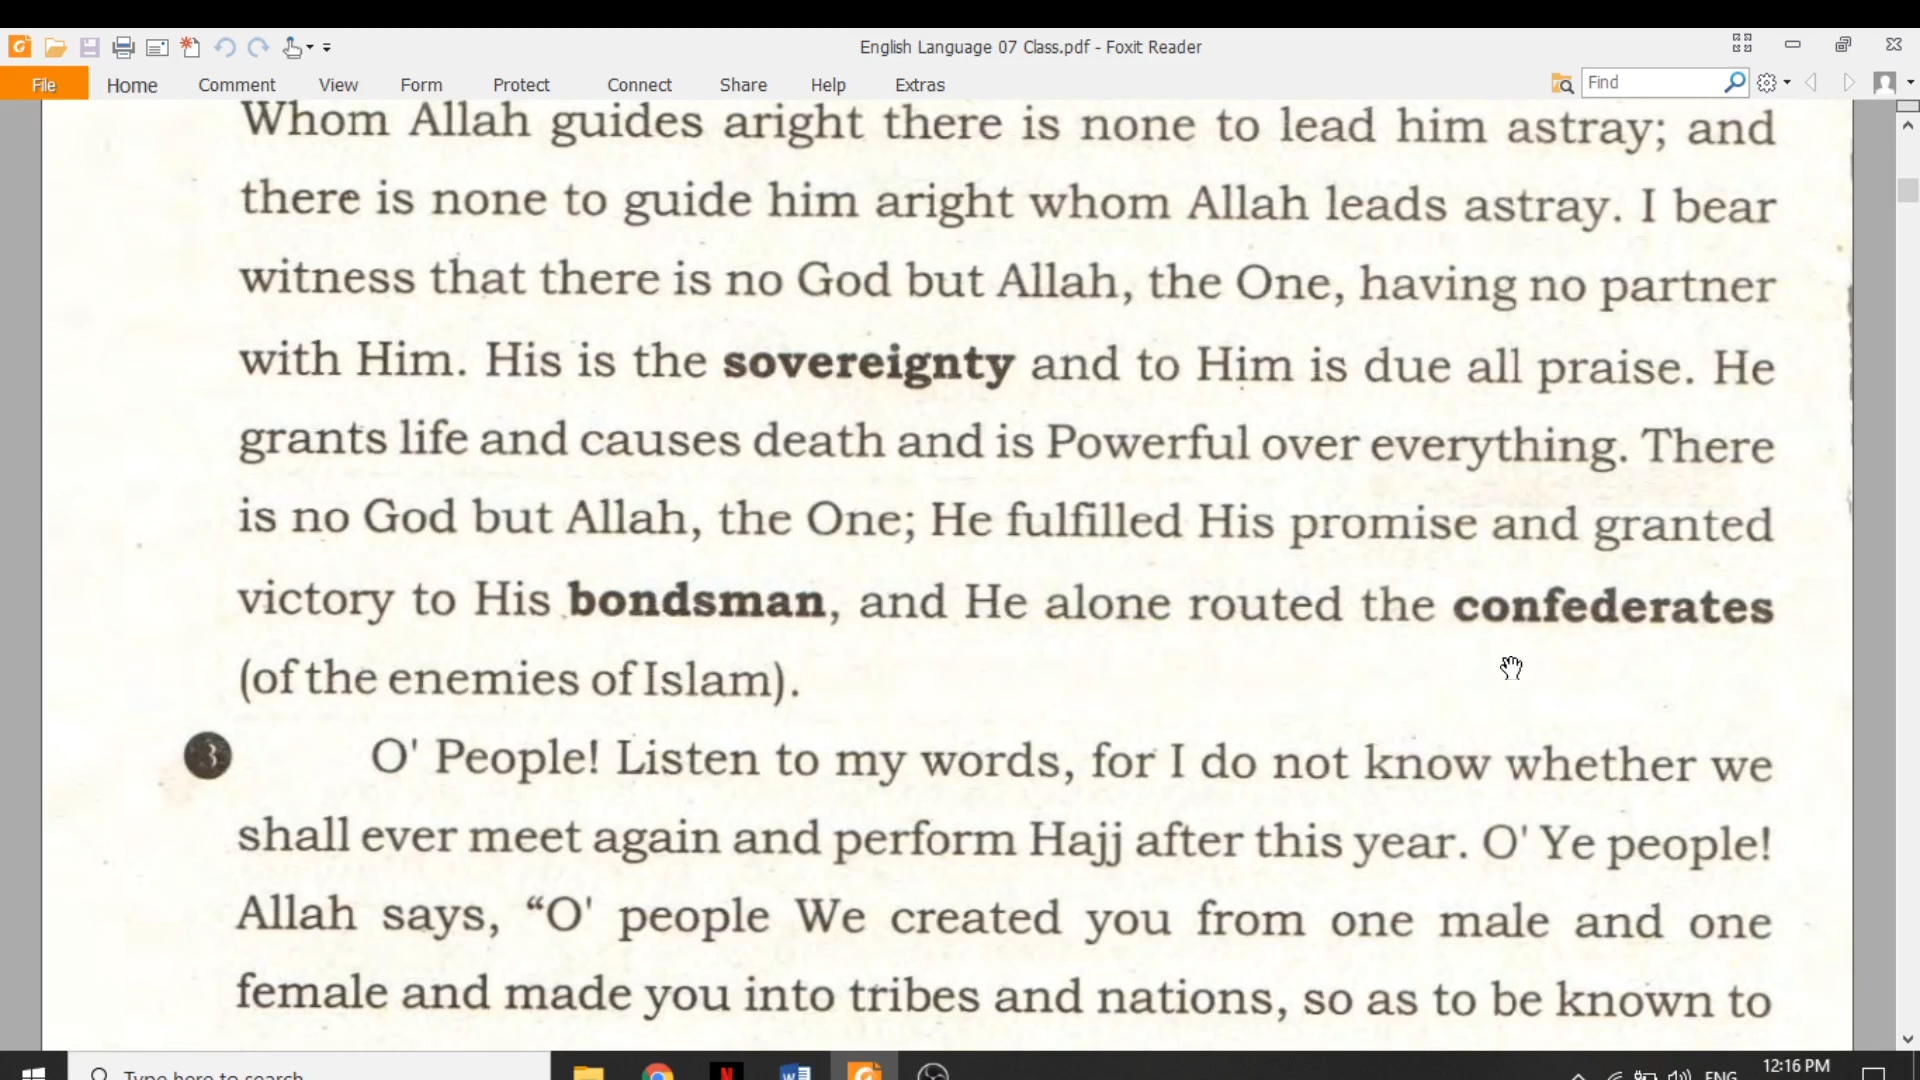 English Language 07 Class.pdf - Foxit Reader
File Home Comment View Form Protect Connect Share Help Extras Find
Whom Allah guides aright there is none to lead him astray; and
there is none to guide him aright whom Allah leads astray. I bear
witness that there is no God but Allah, the One, having no partner
with Him. His is the sovereignty and to Him is due all praise. He
grants life and causes death and is Powerful over everything. There
is no God but Allah, the One; He fulfilled His promise and granted
victory to His bondsman, and He alone routed the confederates
(of the enemies of Islam).
3 O' People! Listen to my words, for I do not know whether we
shall ever meet again and perform Hajj after this year. O' Ye people!
Allah says, “O' people We created you from one male and one
female and made you into tribes and nations, so as to be known to
Type here to search
ENG 12:16 PM